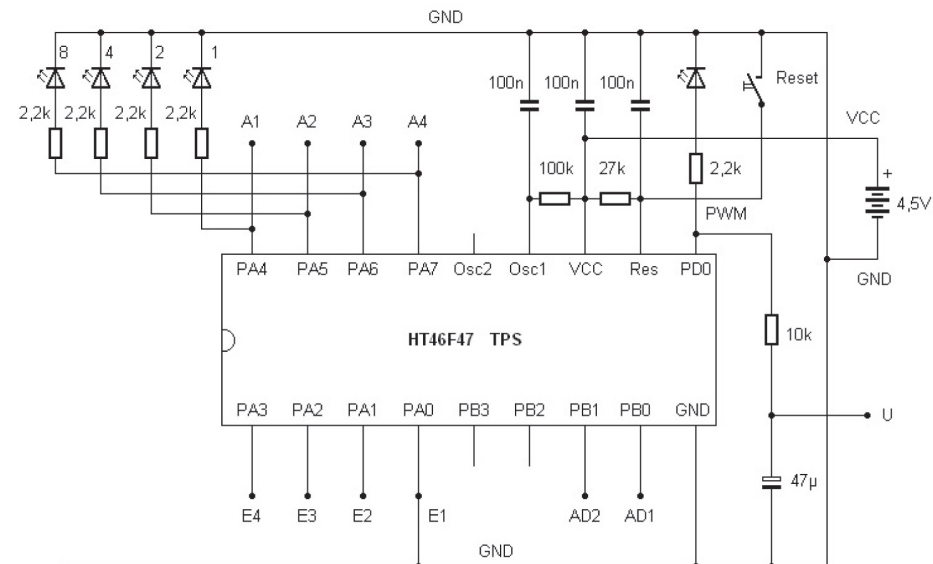 GND
8 4 2 1
100n 100n 100n
Reset
2,2k 2,2k 2,2k 2,2k
A1 A2 A3 A4
VCC
100k 27k 2,2k
+
4,5V
PWM
PA4 PA5 PA6 PA7 Osc2 Osc1 VCC Res PD0
GND
HT46F47 TPS
10k
PA3 PA2 PA1 PA0 PB3 PB2 PB1 PB0 GND
U
47µ
E4 E3 E2 E1 AD2 AD1
GND